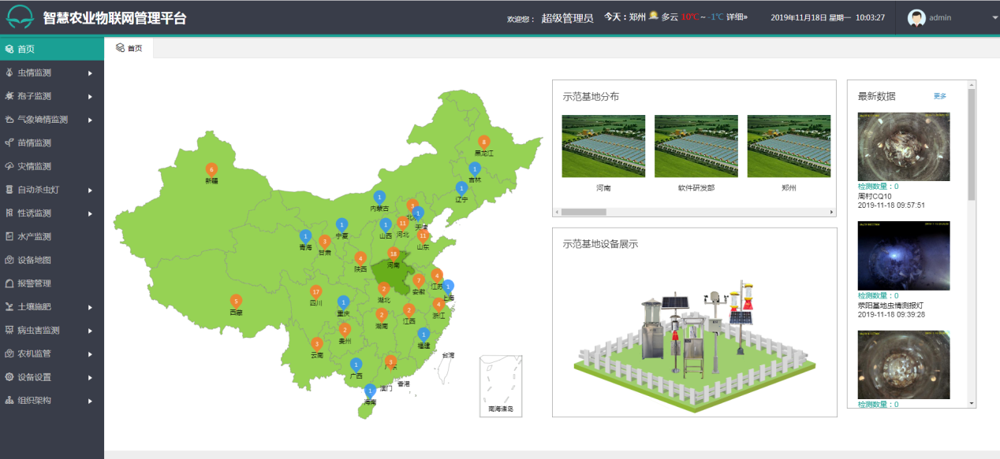 智慧农业物联网管理平台
欢迎您： 超级管理员 今天：郑州 多云 10℃ ~ -1℃ 详细» 2019年11月18日 星期一 10:03:27 admin
首页
虫情监测
孢子监测
气象墒情监测
苗情监测
灾情监测
自动杀虫灯
性诱监测
水产监测
设备地图
报警管理
土壤施肥
病虫害监测
农机监管
设备设置
组织架构
首页
8
黑龙江
1
吉林
1
辽宁
6
新疆
1
内蒙古
3
北京
1
天津
1
宁夏
1
山西
11
河北
11
山东
1
青海
3
甘肃
4
陕西
18
河南
7
安徽
4
江苏
1
上海
17
四川
1
重庆
2
湖北
5
西藏
2
湖南
2
江西
4
浙江
2
贵州
1
福建
3
云南
1
广西
3
广东
台湾
香港
澳门
1
海南
南海诸岛
示范基地分布
河南
软件研发部
郑州
示范基地设备展示
最新数据 更多
检测数量：0
周村CQ10
2019-11-18 09:57:51
检测数量：0
荥阳基地虫情测报灯
2019-11-18 09:39:28
检测数量：0